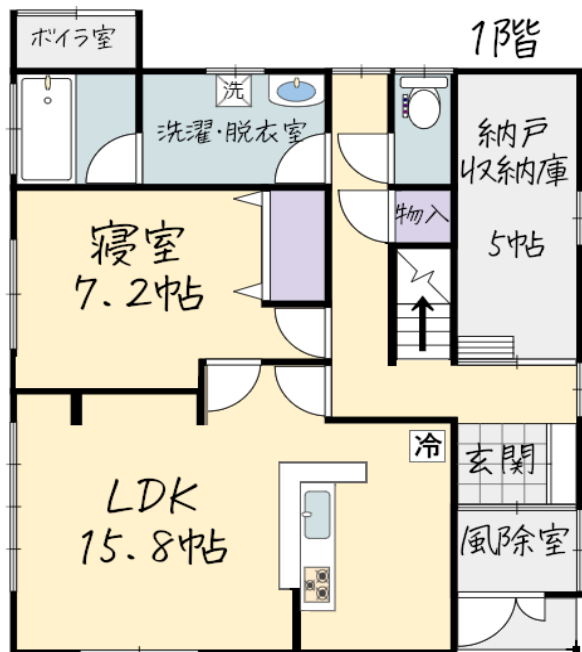 ボイラ室
1階
洗
洗濯・脱衣室
納戸
収納庫
5帖
物入
寝室
7.2帖
冷
玄関
LDK
15.8帖
風除室